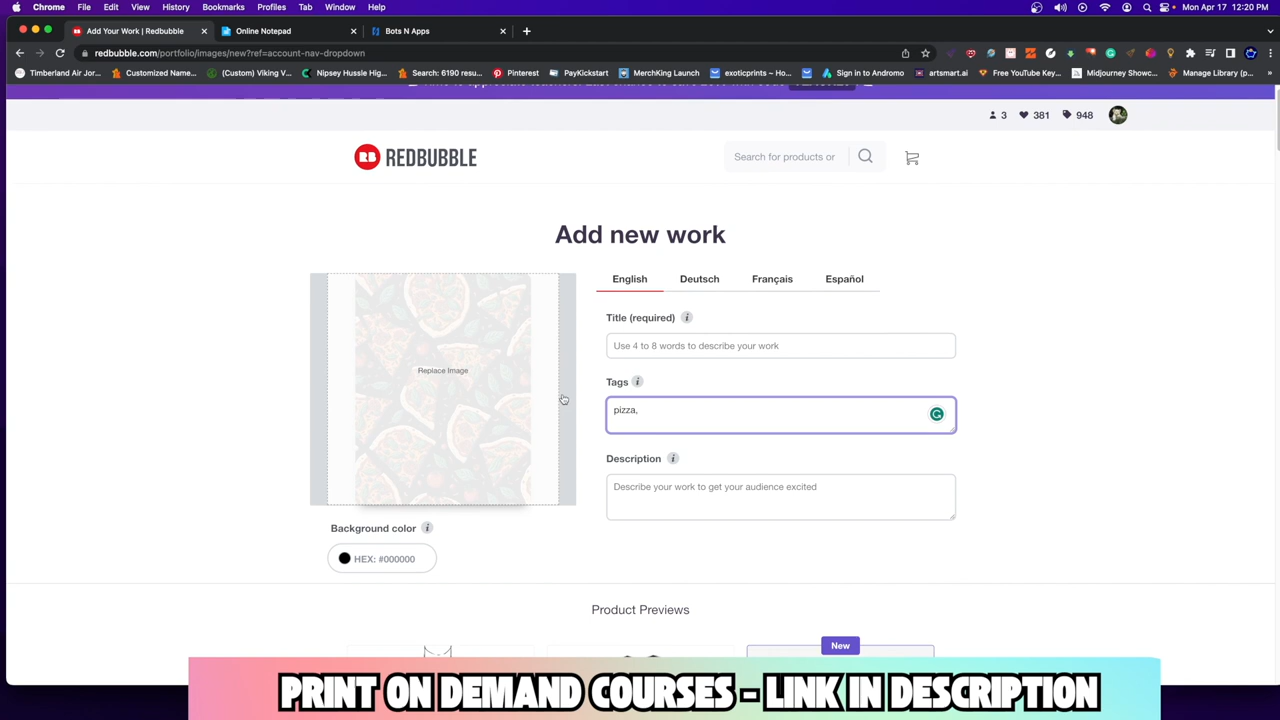 Chrome File Edit View History Bookmarks Profiles Tab Window Help Mon Apr 17 12:20 PM
Add Your Work | Redbubble Online Notepad Bots N Apps
redbubble.com/portfolio/images/new?ref=account-nav-dropdown
Timberland Air Jor... Customized Name... (Custom) Viking V... Nipsey Hussle Hig... Search: 6190 resu... Pinterest PayKickstart MerchKing Launch exoticprints – Ho... Sign in to Andromo artsmart.ai Free YouTube Key... Midjourney Showc... Manage Library (p...
3 381 948
RB REDBUBBLE
Search for products or
Add new work
English Deutsch Français Español
Title (required)
Use 4 to 8 words to describe your work
Replace Image
Tags
pizza,
Description
Describe your work to get your audience excited
Background color
HEX: #000000
Product Previews
New
PRINT ON DEMAND COURSES - LINK IN DESCRIPTION